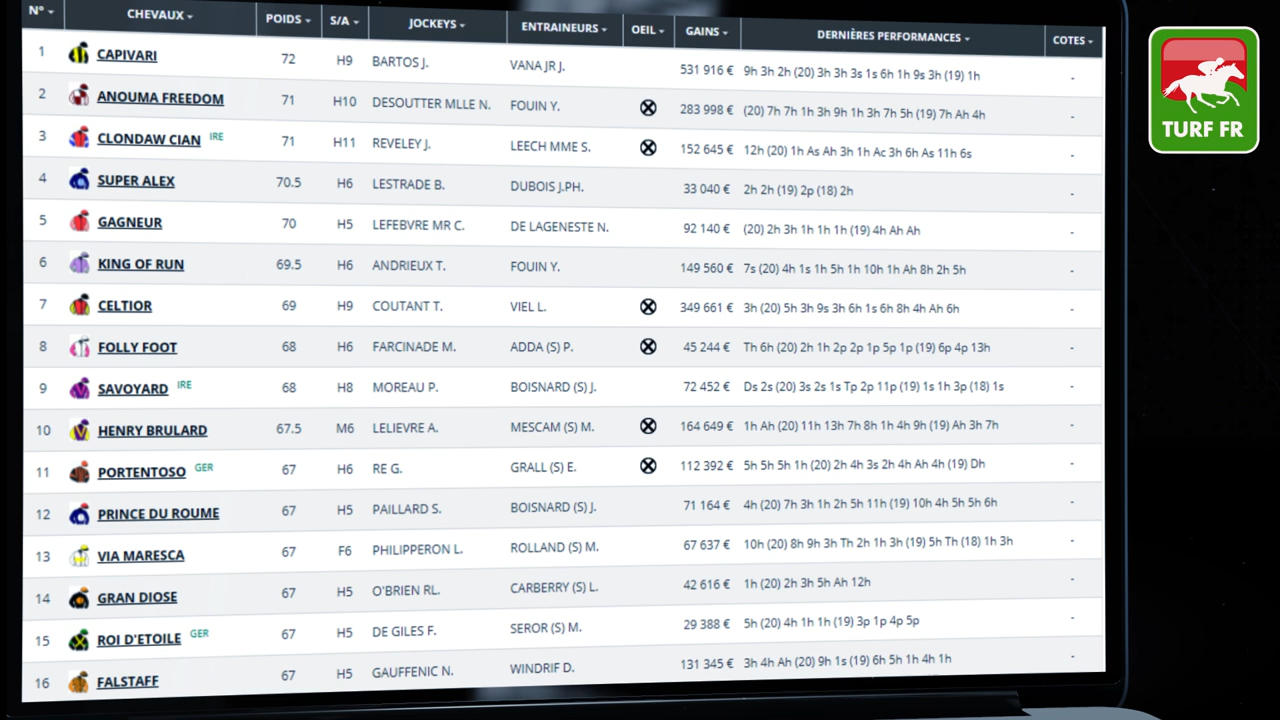 N° CHEVAUX POIDS S/A JOCKEYS ENTRAINEURS OEIL GAINS DERNIÈRES PERFORMANCES COTES
1 CAPIVARI 72 H9 BARTOS J. VANA JR J. 531 916 € 9h 3h 2h (20) 3h 3h 3s 1s 6h 1h 9s 3h (19) 1h -
2 ANOUMA FREEDOM 71 H10 DESOUTTER MLLE N. FOUIN Y. 283 998 € (20) 7h 7h 1h 3h 9h 1h 3h 7h 5h (19) 7h Ah 4h -
3 CLONDAW CIAN IRE 71 H11 REVELEY J. LEECH MME S. 152 645 € 12h (20) 1h As Ah 3h 1h Ac 3h 6h As 11h 6s -
4 SUPER ALEX 70.5 H6 LESTRADE B. DUBOIS J.PH. 33 040 € 2h 2h (19) 2p (18) 2h -
5 GAGNEUR 70 H5 LEFEBVRE MR C. DE LAGENESTE N. 92 140 € (20) 2h 3h 1h 1h 1h (19) 4h Ah Ah -
6 KING OF RUN 69.5 H6 ANDRIEUX T. FOUIN Y. 149 560 € 7s (20) 4h 1s 1h 5h 1h 10h 1h Ah 8h 2h 5h -
7 CELTIOR 69 H9 COUTANT T. VIEL L. 349 661 € 3h (20) 5h 3h 9s 3h 6h 1s 6h 8h 4h Ah 6h -
8 FOLLY FOOT 68 H6 FARCINADE M. ADDA (S) P. 45 244 € Th 6h (20) 2h 1h 2p 2p 1p 5p 1p (19) 6p 4p 13h -
9 SAVOYARD IRE 68 H8 MOREAU P. BOISNARD (S) J. 72 452 € Ds 2s (20) 3s 2s 1s Tp 2p 11p (19) 1s 1h 3p (18) 1s -
10 HENRY BRULARD 67.5 M6 LELIEVRE A. MESCAM (S) M. 164 649 € 1h Ah (20) 11h 13h 7h 8h 1h 4h 9h (19) Ah 3h 7h -
11 PORTENTOSO GER 67 H6 RE G. GRALL (S) E. 112 392 € 5h 5h 5h 1h (20) 2h 4h 3s 2h 4h Ah 4h (19) Dh -
12 PRINCE DU ROUME 67 H5 PAILLARD S. BOISNARD (S) J. 71 164 € 4h (20) 7h 3h 1h 2h 5h 11h (19) 10h 4h 5h 5h 6h -
13 VIA MARESCA 67 F6 PHILIPPERON L. ROLLAND (S) M. 67 637 € 10h (20) 8h 9h 3h Th 2h 1h 3h (19) 5h Th (18) 1h 3h -
14 GRAN DIOSE 67 H5 O'BRIEN RL. CARBERRY (S) L. 42 616 € 1h (20) 2h 3h 5h Ah 12h -
15 ROI D'ETOILE GER 67 H5 DE GILES F. SEROR (S) M. 29 388 € 5h (20) 4h 1h 1h (19) 3p 1p 4p 5p -
16 FALSTAFF 67 H5 GAUFFENIC N. WINDRIF D. 131 345 € 3h 4h Ah (20) 9h 1s (19) 6h 5h 1h 4h 1h -
TURF FR